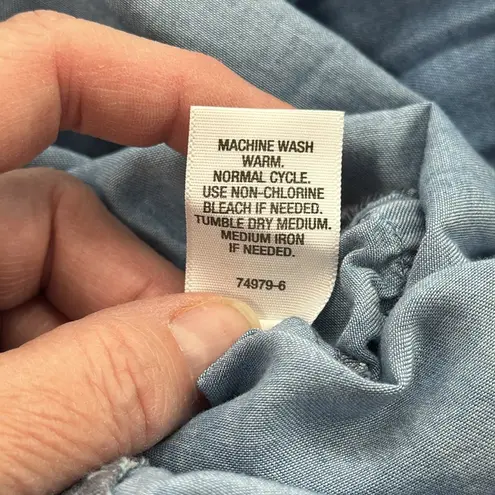 MACHINE WASH
WARM.
NORMAL CYCLE.
USE NON-CHLORINE
BLEACH IF NEEDED.
TUMBLE DRY MEDIUM.
MEDIUM IRON
IF NEEDED.
74979-6